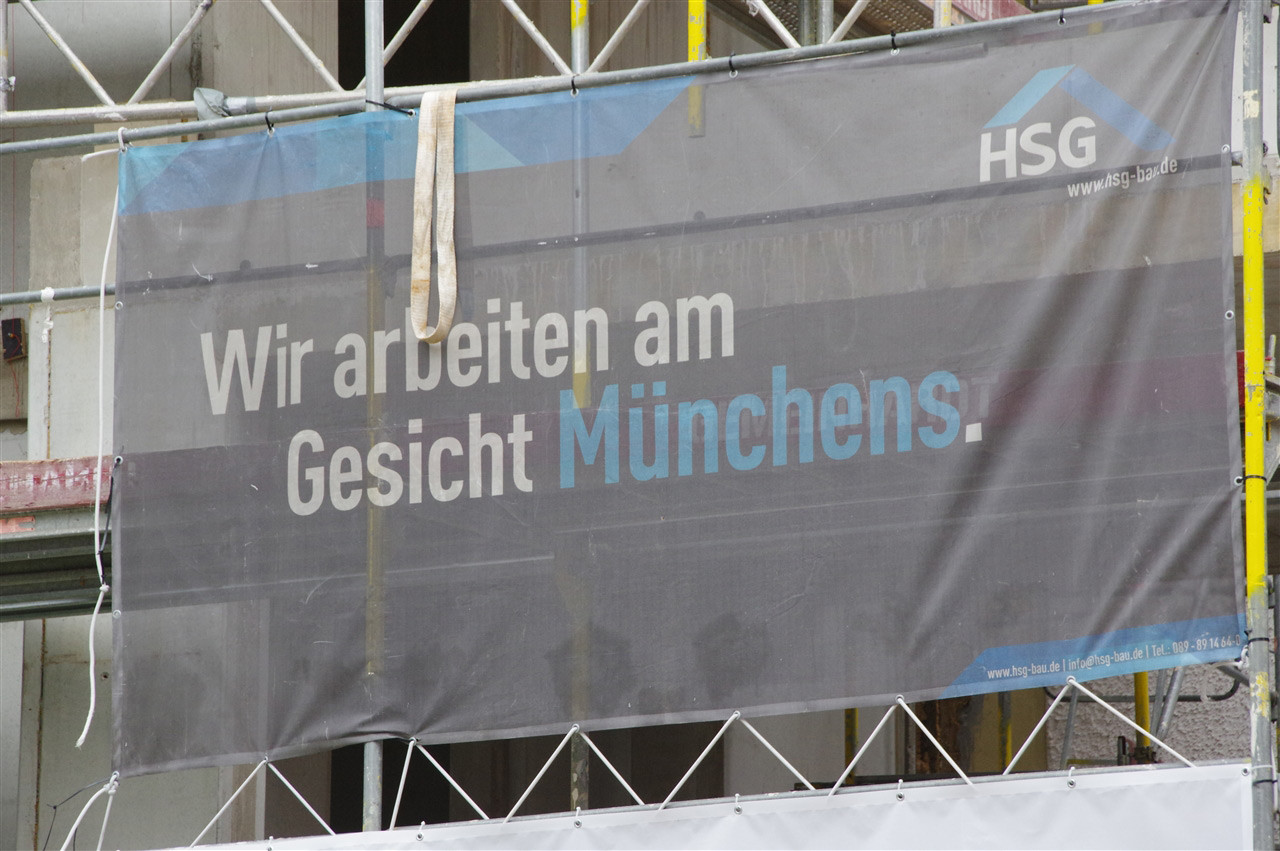 HSG
www.hsg-bau.de
Wir arbeiten am
Gesicht Münchens.
www.hsg-bau.de | info@hsg-bau.de | Tel.: 089 - 89 14 64-8